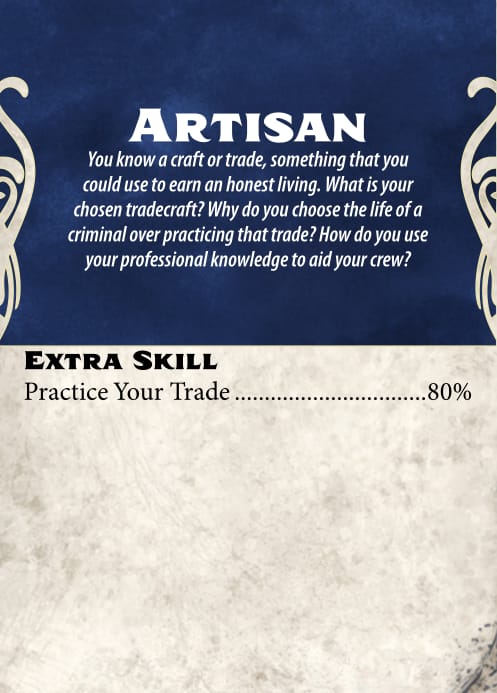 Artisan
You know a craft or trade, something that you
could use to earn an honest living. What is your
chosen tradecraft? Why do you choose the life of a
criminal over practicing that trade? How do you use
your professional knowledge to aid your crew?
Extra Skill
Practice Your Trade ................................80%